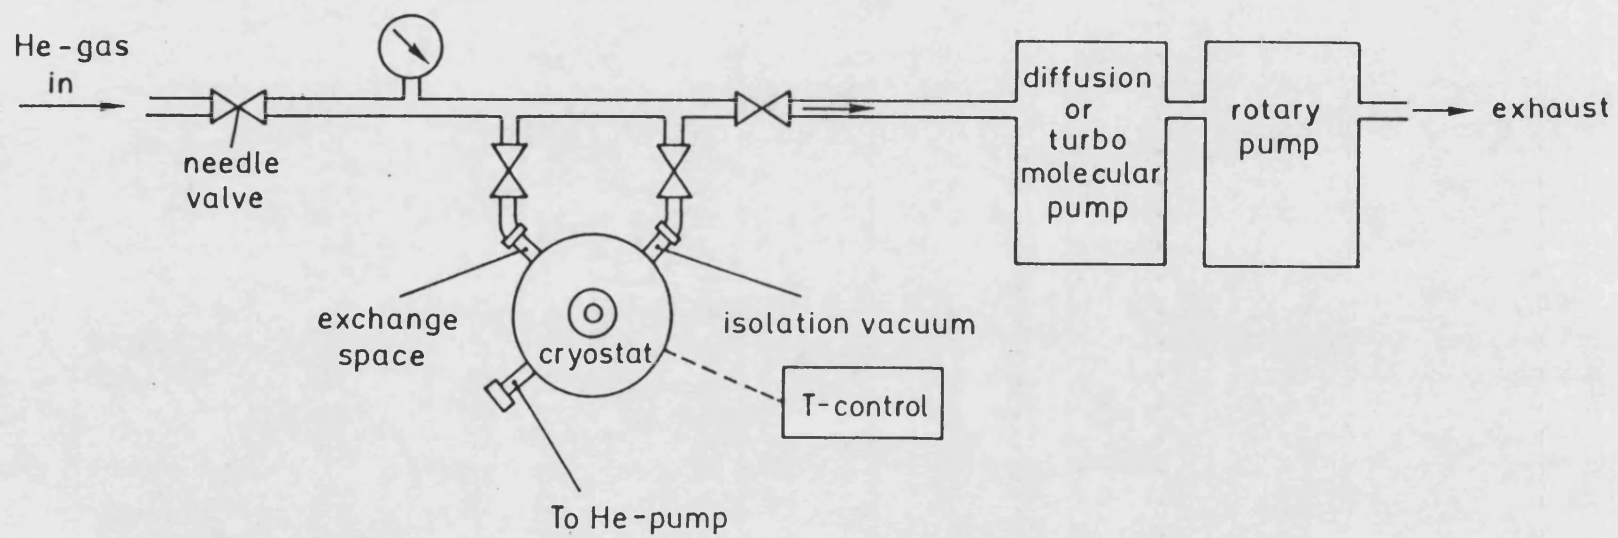 He-gas
in
needle
valve
exchange
space
cryostat
isolation vacuum
T-control
To He-pump
diffusion
or
turbo
molecular
pump
rotary
pump
exhaust